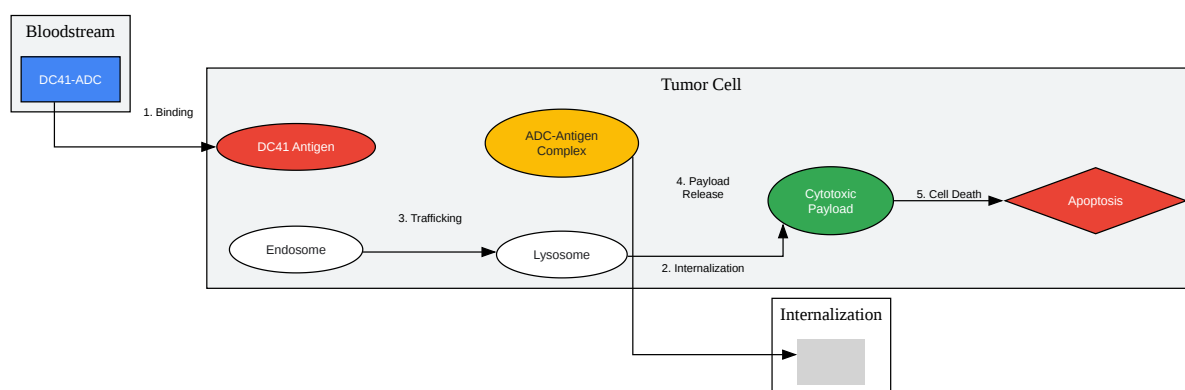 Bloodstream
DC41-ADC
Tumor Cell
1. Binding
DC41 Antigen
ADC-Antigen
Complex
4. Payload
Release
Cytotoxic
Payload
5. Cell Death
Apoptosis
3. Trafficking
Endosome
Lysosome
2. Internalization
Internalization